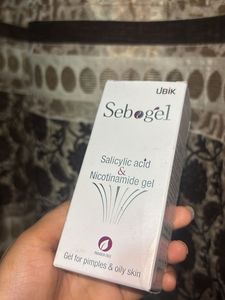 UBIK
Sebogel
Salicylic acid
&
Nicotinamide gel
Gel for pimples & oily skin